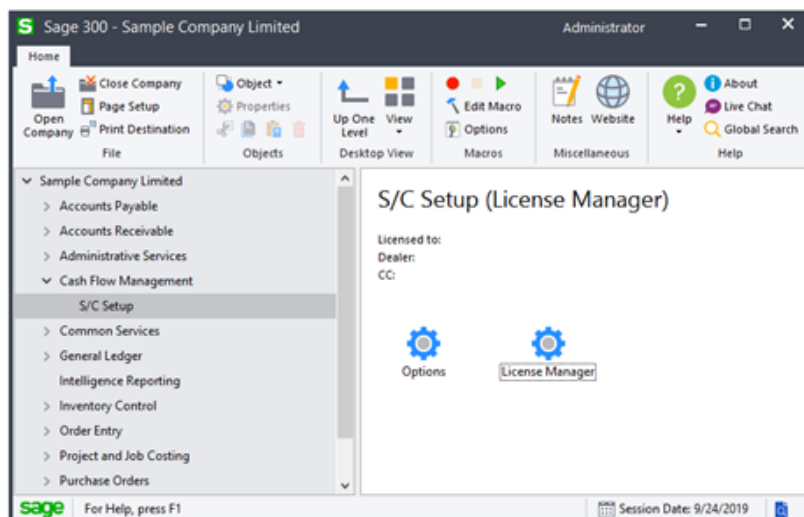 S Sage 300 - Sample Company Limited
Administrator
Home
Open Company
Close Company
Page Setup
Print Destination
File
Object
Properties
Objects
Up One Level
View
Desktop View
Edit Macro
Options
Macros
Notes
Website
Miscellaneous
Help
About
Live Chat
Global Search
Help
Sample Company Limited
Accounts Payable
Accounts Receivable
Administrative Services
Cash Flow Management
S/C Setup
Common Services
General Ledger
Intelligence Reporting
Inventory Control
Order Entry
Project and Job Costing
Purchase Orders
S/C Setup (License Manager)
Licensed to:
Dealer:
CC:
Options
License Manager
sage
For Help, press F1
Session Date: 9/24/2019